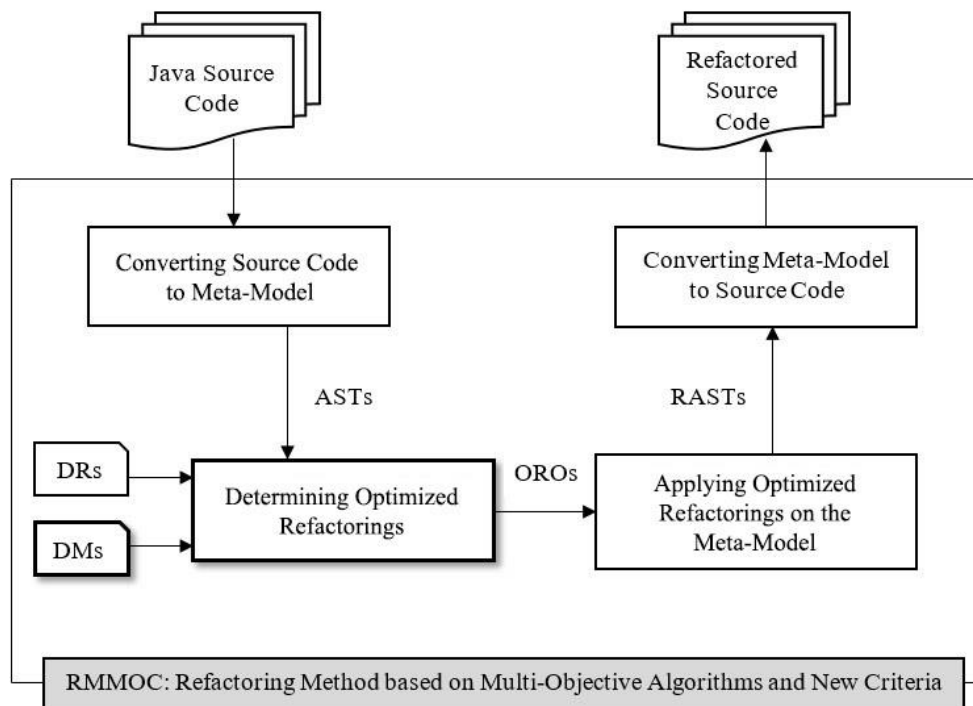 Java Source
Code
Refactored
Source
Code
Converting Source Code
to Meta-Model
Converting Meta-Model
to Source Code
ASTs
RASTs
DRs
DMs
Determining Optimized
Refactorings
OROs
Applying Optimized
Refactorings on the
Meta-Model
RMMOC: Refactoring Method based on Multi-Objective Algorithms and New Criteria